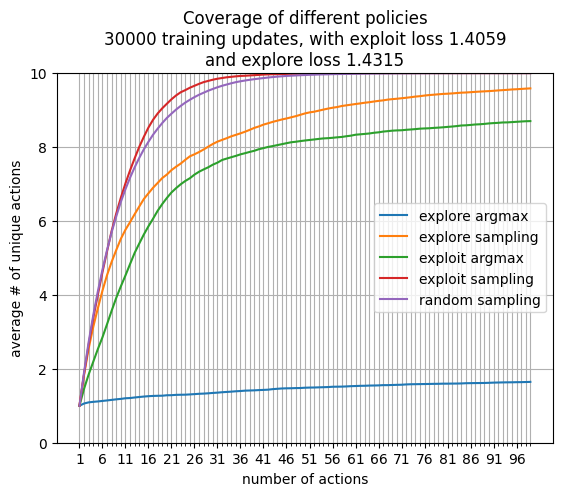 Coverage of different policies
30000 training updates, with exploit loss 1.4059
and explore loss 1.4315
average # of unique actions
10
8
6
4
2
0
explore argmax
explore sampling
exploit argmax
exploit sampling
random sampling
1 6 11 16 21 26 31 36 41 46 51 56 61 66 71 76 81 86 91 96
number of actions